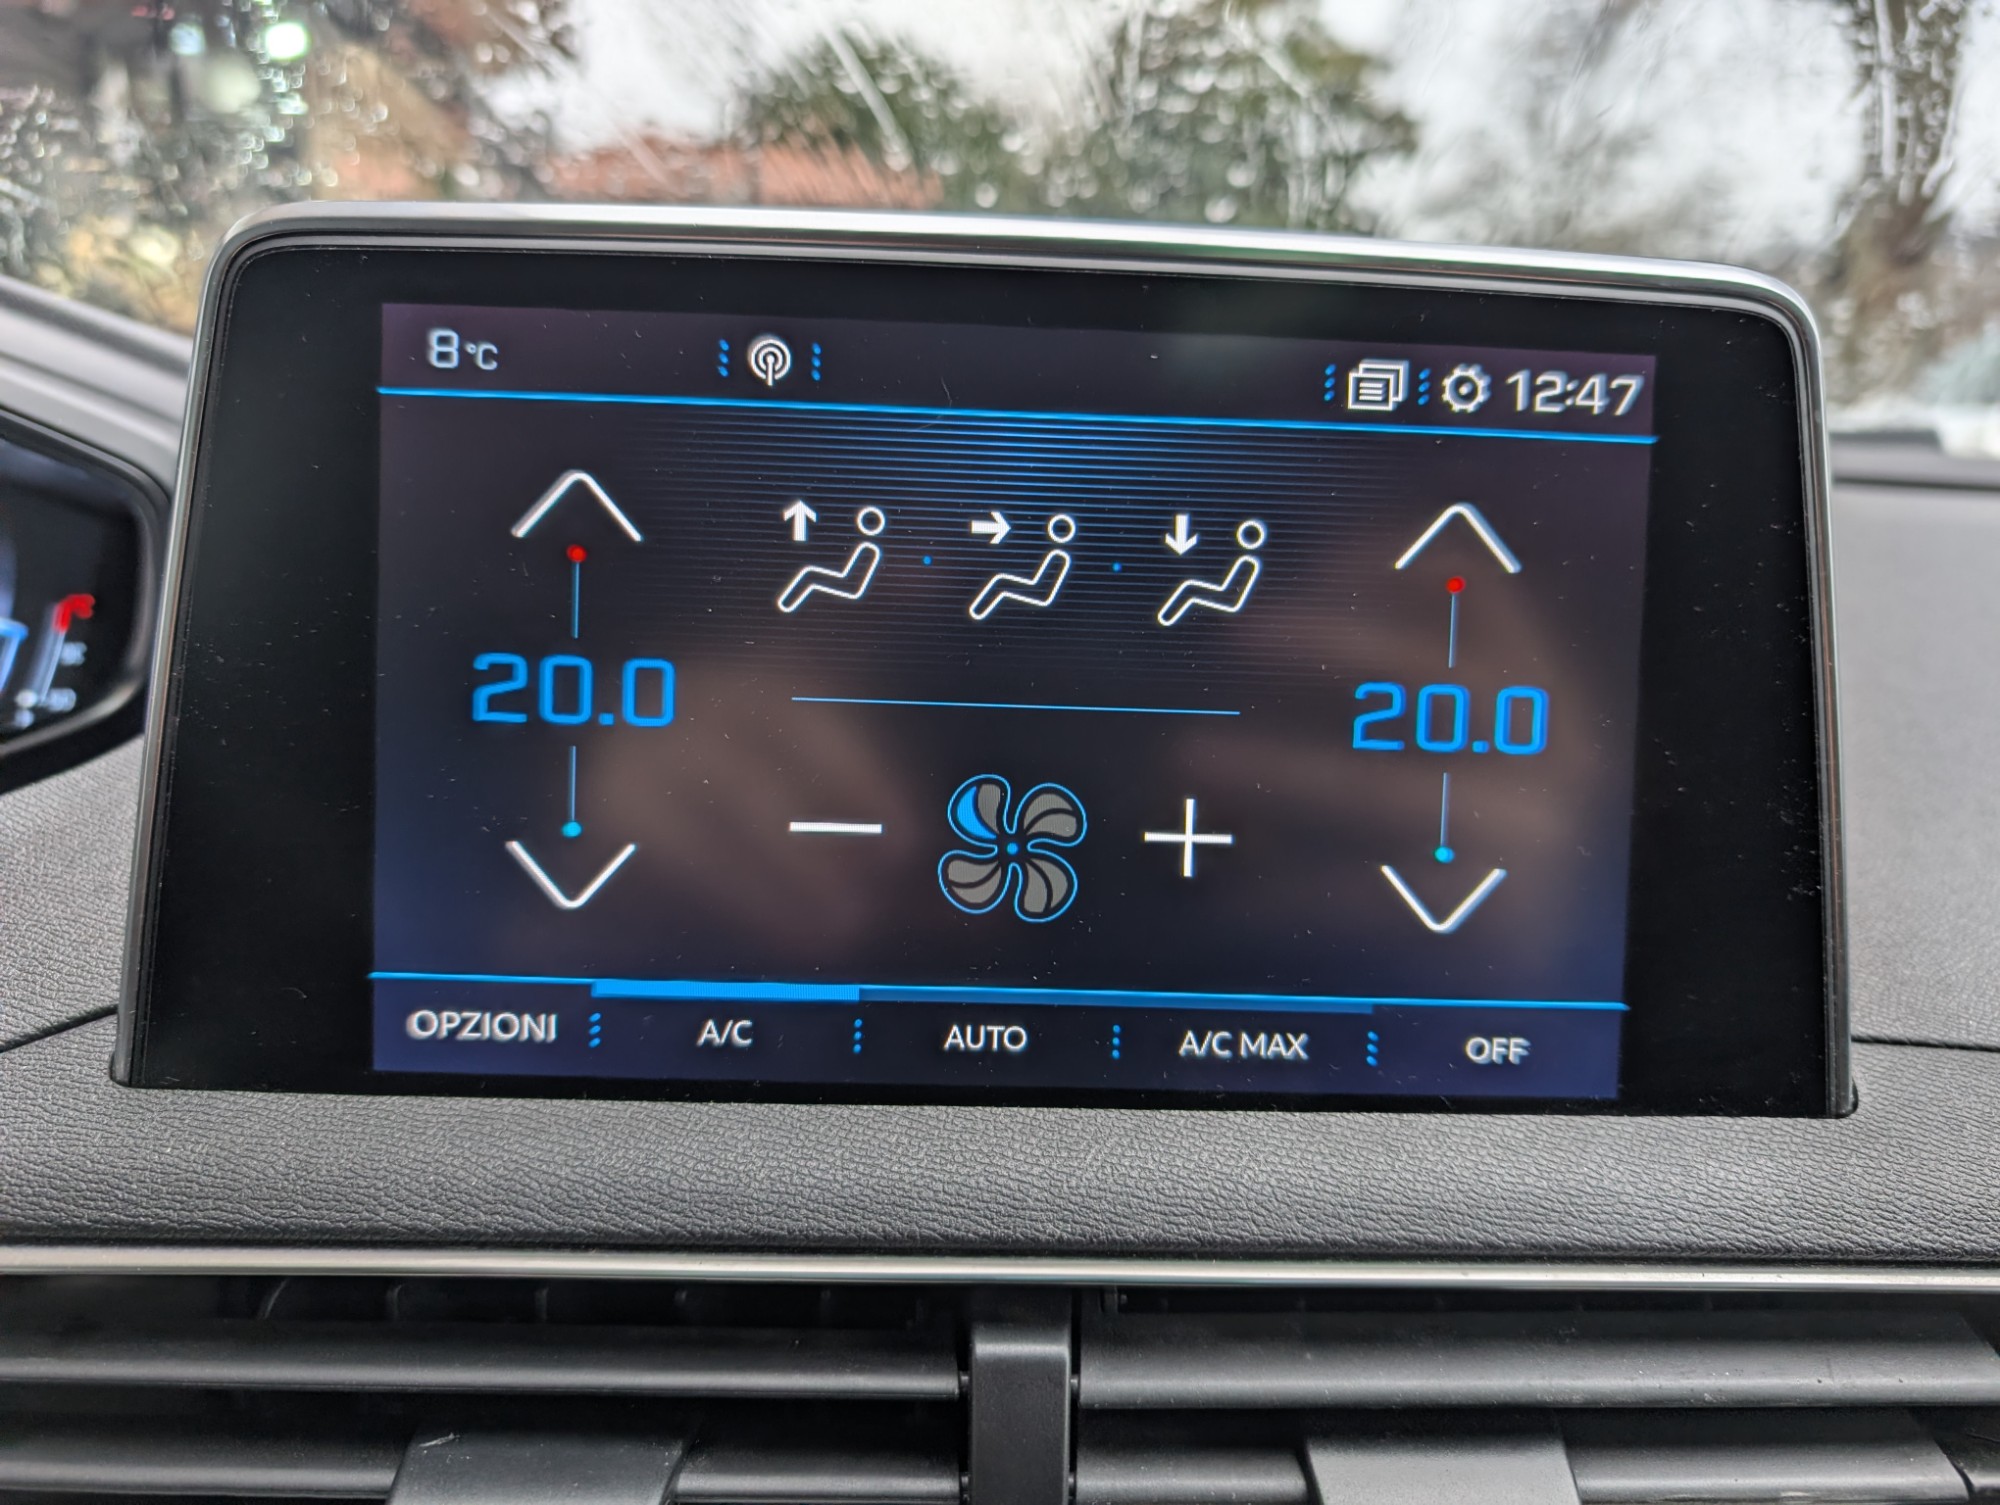 8°C 12:47
20.0 20.0
OPZIONI A/C AUTO A/C MAX OFF